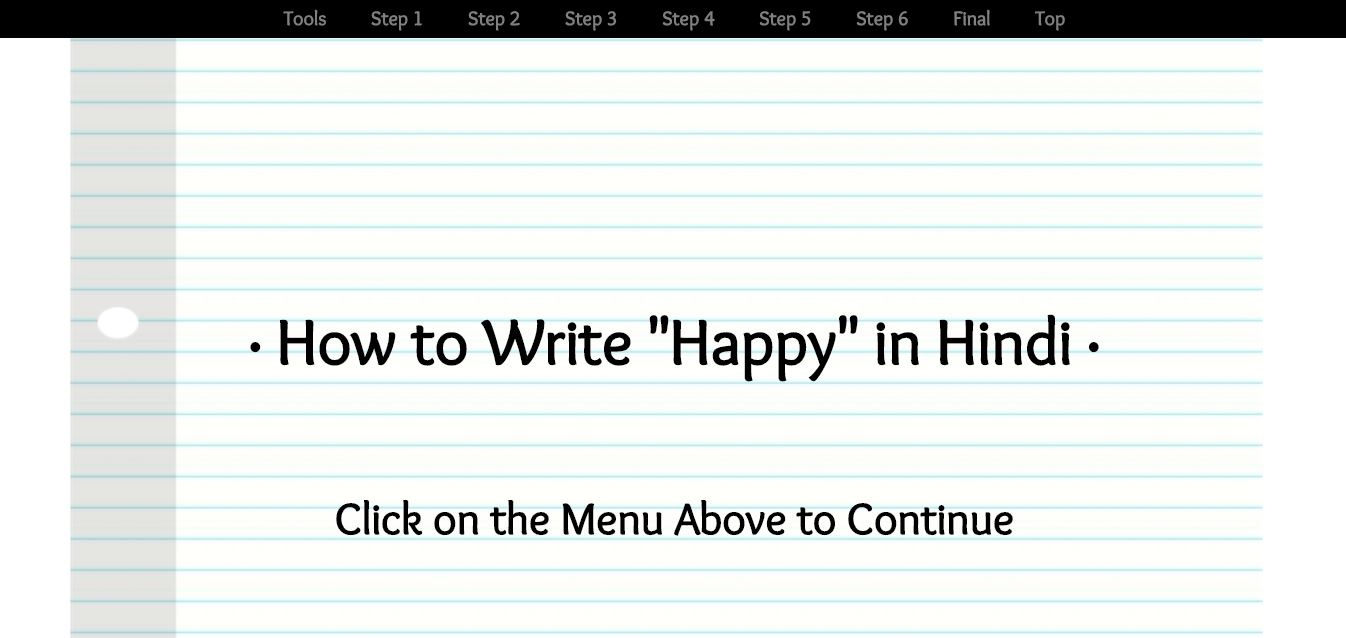 Tools Step 1 Step 2 Step 3 Step 4 Step 5 Step 6 Final Top
· How to Write "Happy" in Hindi ·
Click on the Menu Above to Continue